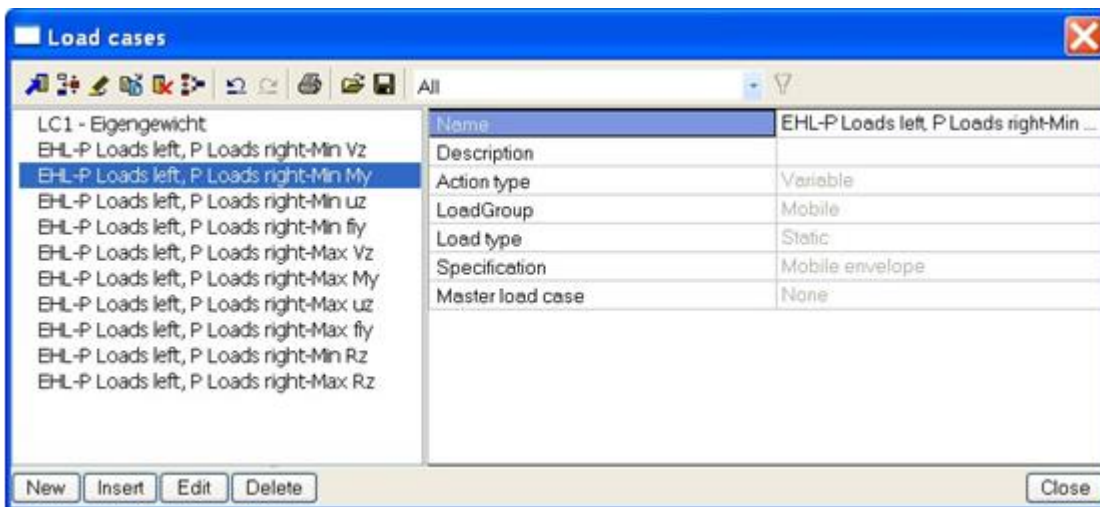 Load cases
All
LC1 - Eigengewicht
EHL-P Loads left, P Loads right-Min Vz
EHL-P Loads left, P Loads right-Min My
EHL-P Loads left, P Loads right-Min uz
EHL-P Loads left, P Loads right-Min fiy
EHL-P Loads left, P Loads right-Max Vz
EHL-P Loads left, P Loads right-Max My
EHL-P Loads left, P Loads right-Max uz
EHL-P Loads left, P Loads right-Max fiy
EHL-P Loads left, P Loads right-Min Rz
EHL-P Loads left, P Loads right-Max Rz
Name EHL-P Loads left, P Loads right-Min ...
Description
Action type Variable
LoadGroup Mobile
Load type Static
Specification Mobile envelope
Master load case None
New Insert Edit Delete Close